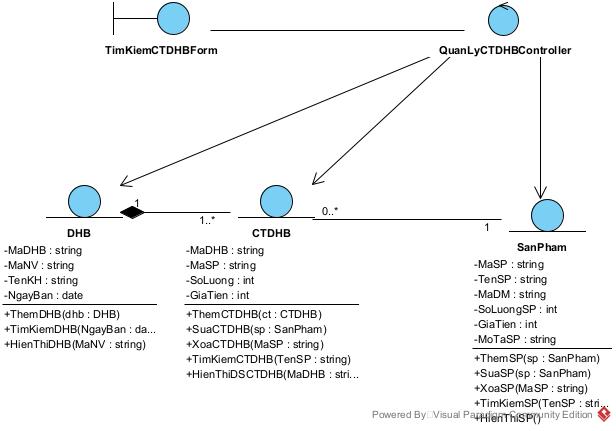 TimKiemCTDHBForm
QuanLyCTDHBController
1
1..*
0..*
1
DHB
-MaDHB : string
-MaNV : string
-TenKH : string
-NgayBan : date
+ThemDHB(dhb : DHB)
+TimKiemDHB(NgayBan : da...
+HienThiDHB(MaNV : string)
CTDHB
-MaDHB : string
-MaSP : string
-SoLuong : int
-GiaTien : int
+ThemCTDHB(ct : CTDHB)
+SuaCTDHB(sp : SanPham)
+XoaCTDHB(MaSP : string)
+TimKiemCTDHB(TenSP : string)
+HienThiDSCTDHB(MaDHB : stri...
SanPham
-MaSP : string
-TenSP : string
-MaDM : string
-SoLuongSP : int
-GiaTien : int
-MoTaSP : string
+ThemSP(sp : SanPham)
+SuaSP(sp : SanPham)
+XoaSP(MaSP : string)
+TimKiemSP(TenSP : stri...
+HienThiSP()
Powered By Visual Paradigm Community Edition